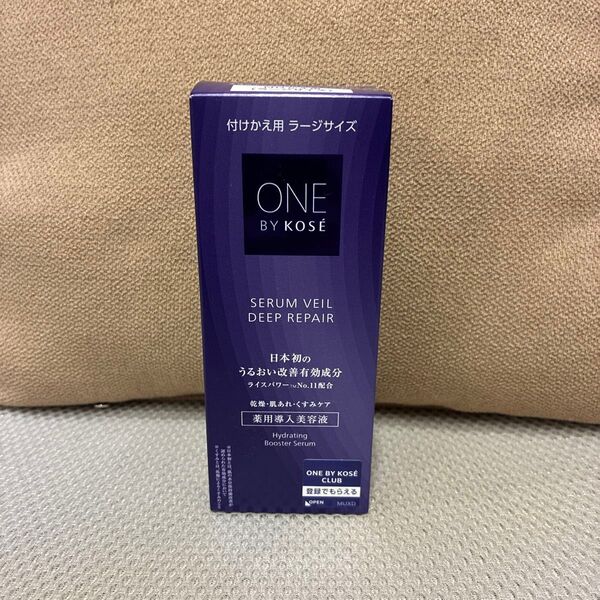 付けかえ用 ラージサイズ
ONE
BY KOSÉ
SERUM VEIL
DEEP REPAIR
日本初の
うるおい改善有効成分
ライスパワー®No.11配合
乾燥・肌あれ・くすみケア
薬用導入美容液
Hydrating
Booster Serum
ONE BY KOSÉ
CLUB
登録でもらえる
OPEN